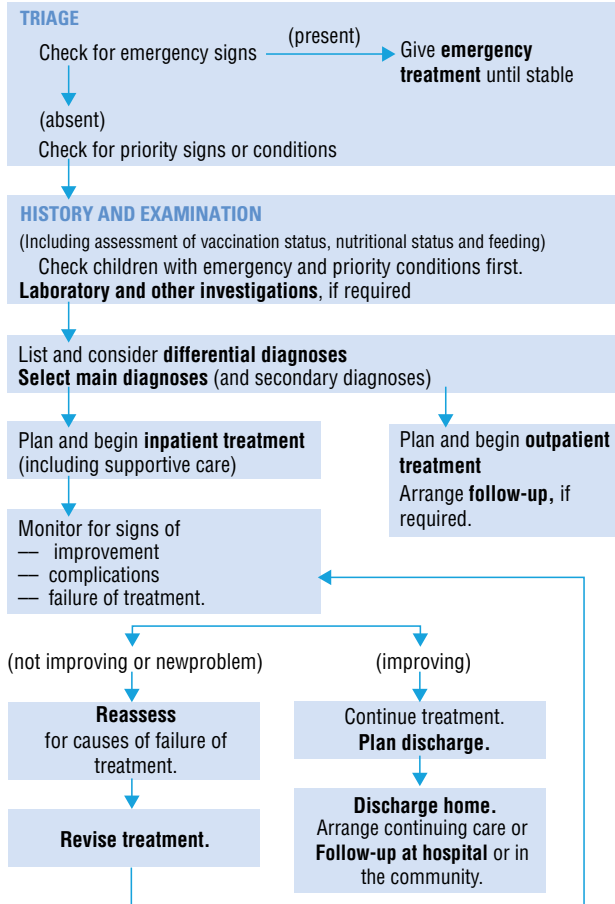 TRIAGE
Check for emergency signs
(present)
Give emergency
treatment until stable
(absent)
Check for priority signs or conditions
HISTORY AND EXAMINATION
(Including assessment of vaccination status, nutritional status and feeding)
Check children with emergency and priority conditions first.
Laboratory and other investigations, if required
List and consider differential diagnoses
Select main diagnoses (and secondary diagnoses)
Plan and begin inpatient treatment
(including supportive care)
Plan and begin outpatient
treatment
Arrange follow-up, if
required.
Monitor for signs of
— improvement
— complications
— failure of treatment.
(not improving or newproblem)
(improving)
Reassess
for causes of failure of
treatment.
Continue treatment.
Plan discharge.
Revise treatment.
Discharge home.
Arrange continuing care or
Follow-up at hospital or in
the community.